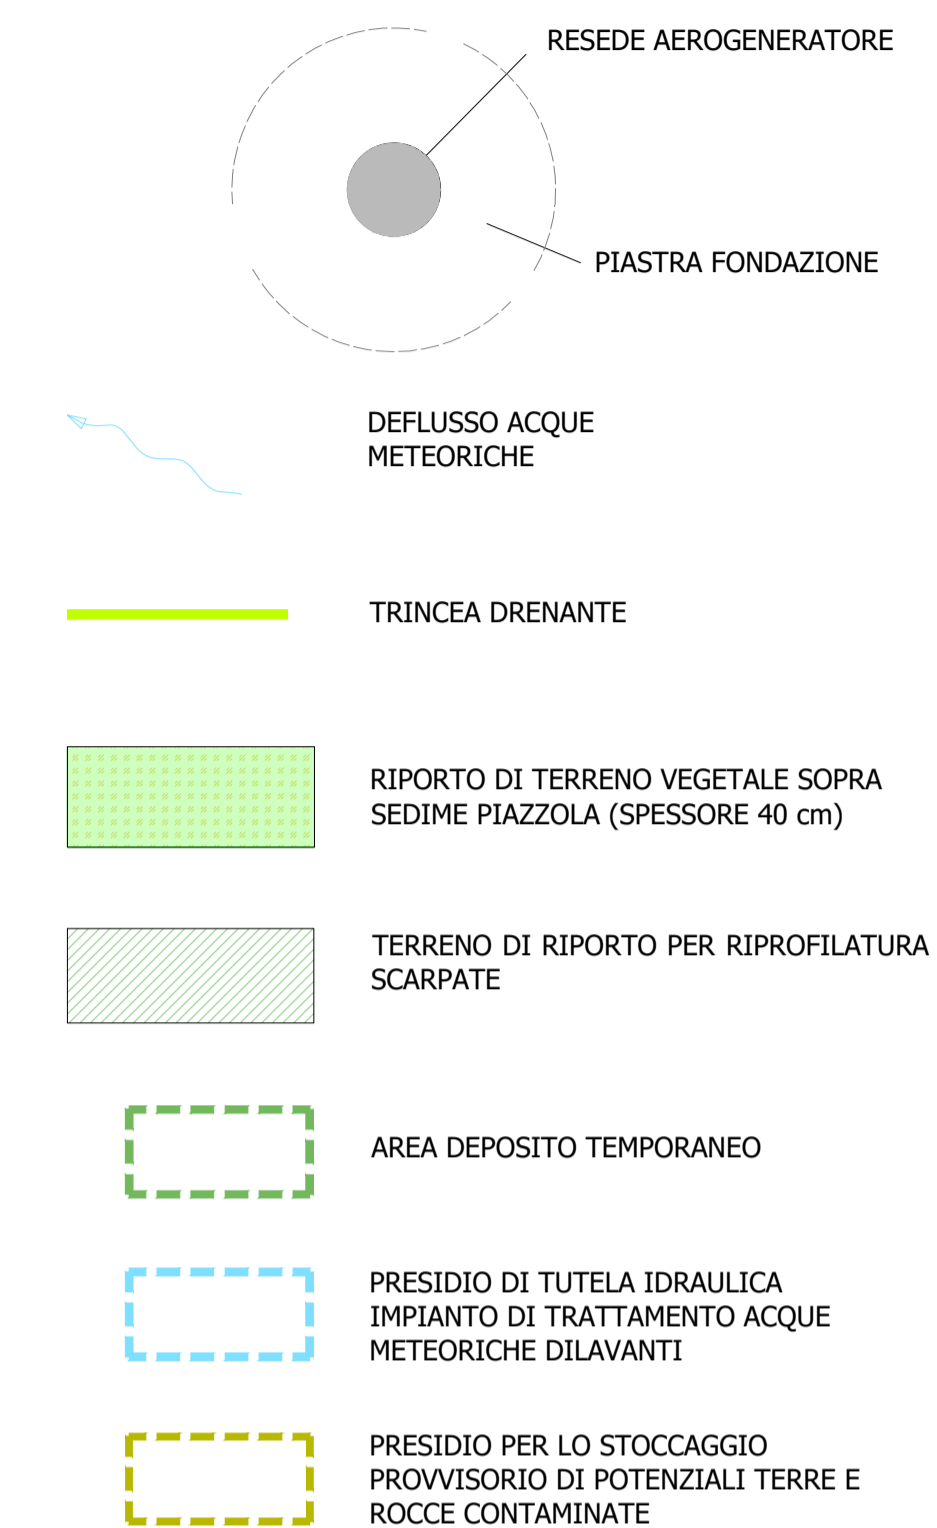 RESEDE AEROGENERATORE
PIASTRA FONDAZIONE
DEFLUSSO ACQUE
METEORICHE
TRINCEA DRENANTE
RIPORTO DI TERRENO VEGETALE SOPRA
SEDIME PIAZZOLA (SPESSORE 40 cm)
TERRENO DI RIPORTO PER RIPROFILATURA
SCARPATE
AREA DEPOSITO TEMPORANEO
PRESIDIO DI TUTELA IDRAULICA
IMPIANTO DI TRATTAMENTO ACQUE
METEORICHE DILAVANTI
PRESIDIO PER LO STOCCAGGIO
PROVVISORIO DI POTENZIALI TERRE E
ROCCE CONTAMINATE